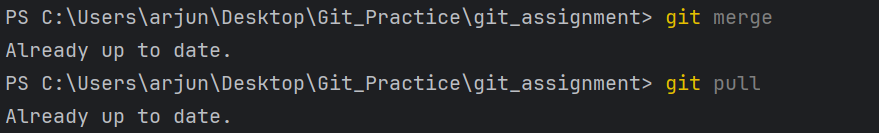 PS C:\Users\arjun\Desktop\Git_Practice\git_assignment> git merge
Already up to date.
PS C:\Users\arjun\Desktop\Git_Practice\git_assignment> git pull
Already up to date.